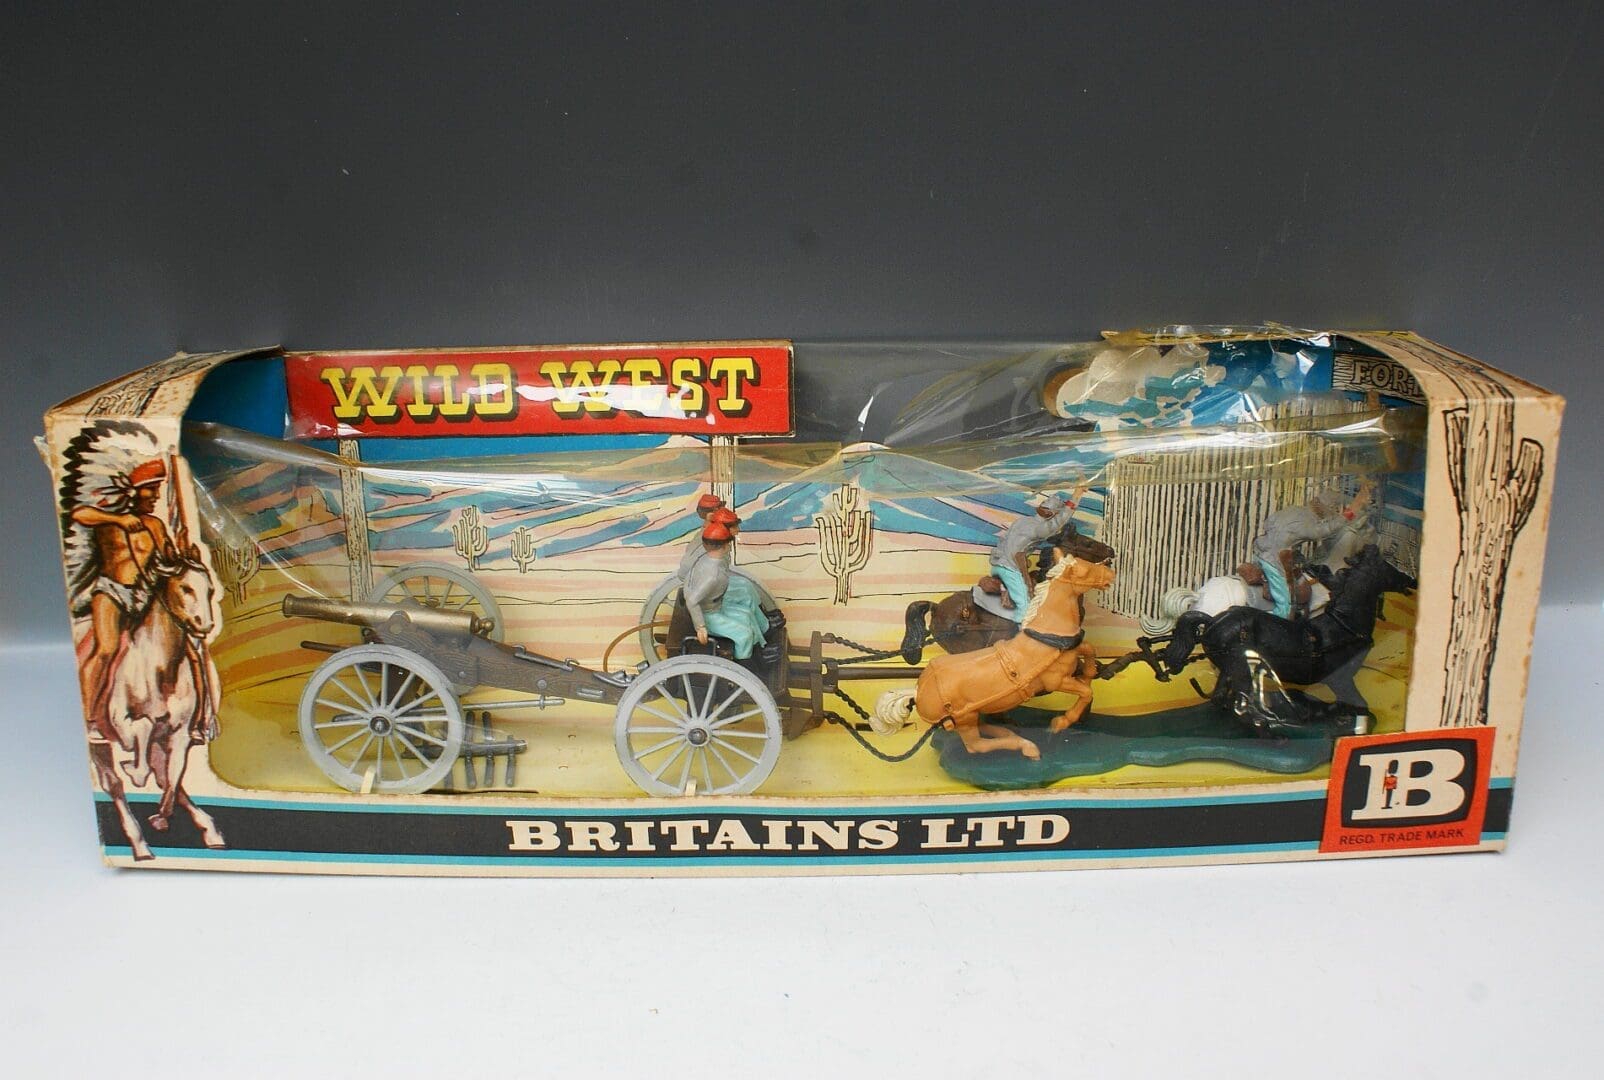 WILD WEST
FOR
BRITAINS LTD
B
REGD. TRADE MARK